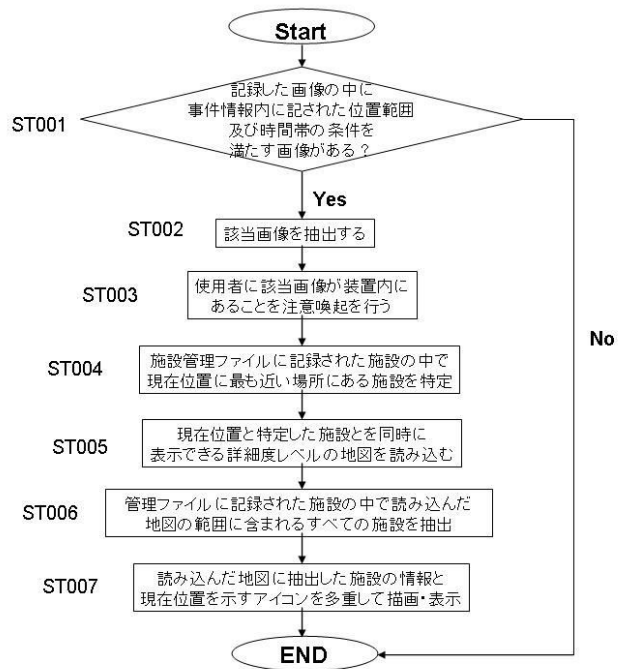 Start
ST001
記録した画像の中に
事件情報内に記された位置範囲
及び時間帯の条件を
満たす画像がある？
Yes
No
ST002
該当画像を抽出する
ST003
使用者に該当画像が装置内に
あることを注意喚起を行う
ST004
施設管理ファイルに記録された施設の中で
現在位置に最も近い場所にある施設を特定
ST005
現在位置と特定した施設とを同時に
表示できる詳細度レベルの地図を読み込む
ST006
管理ファイルに記録された施設の中で読み込んだ
地図の範囲に含まれるすべての施設を抽出
ST007
読み込んだ地図に抽出した施設の情報と
現在位置を示すアイコンを多重して描画・表示
END